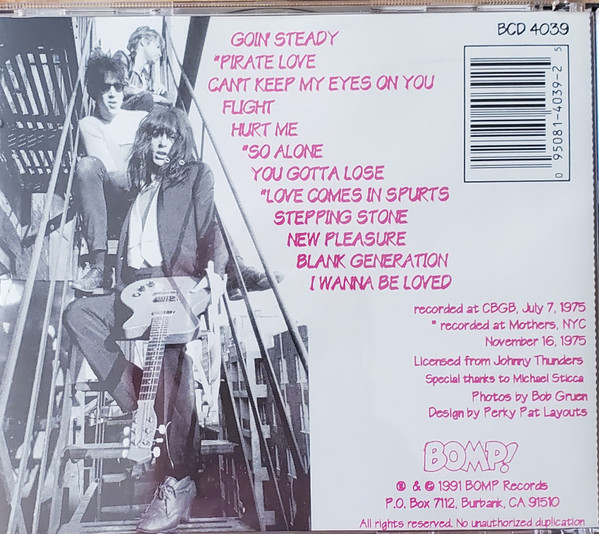 BCD 4039
GOIN' STEADY
"PIRATE LOVE
CAN'T KEEP MY EYES ON YOU
FLIGHT
HURT ME
"SO ALONE
YOU GOTTA LOSE
"LOVE COMES IN SPURTS
STEPPING STONE
NEW PLEASURE
BLANK GENERATION
I WANNA BE LOVED
0 95081-4039-2 5
recorded at CBGB, July 7, 1975
" recorded at Mothers, NYC
November 16, 1975
Licensed from Johnny Thunders
Special thanks to Michael Sticca
Photos by Bob Gruen
Design by Perky Pat Layouts
BOMP!
℗ & © 1991 BOMP Records
P.O. Box 7112, Burbank, CA 91510
All rights reserved. No unauthorized duplication